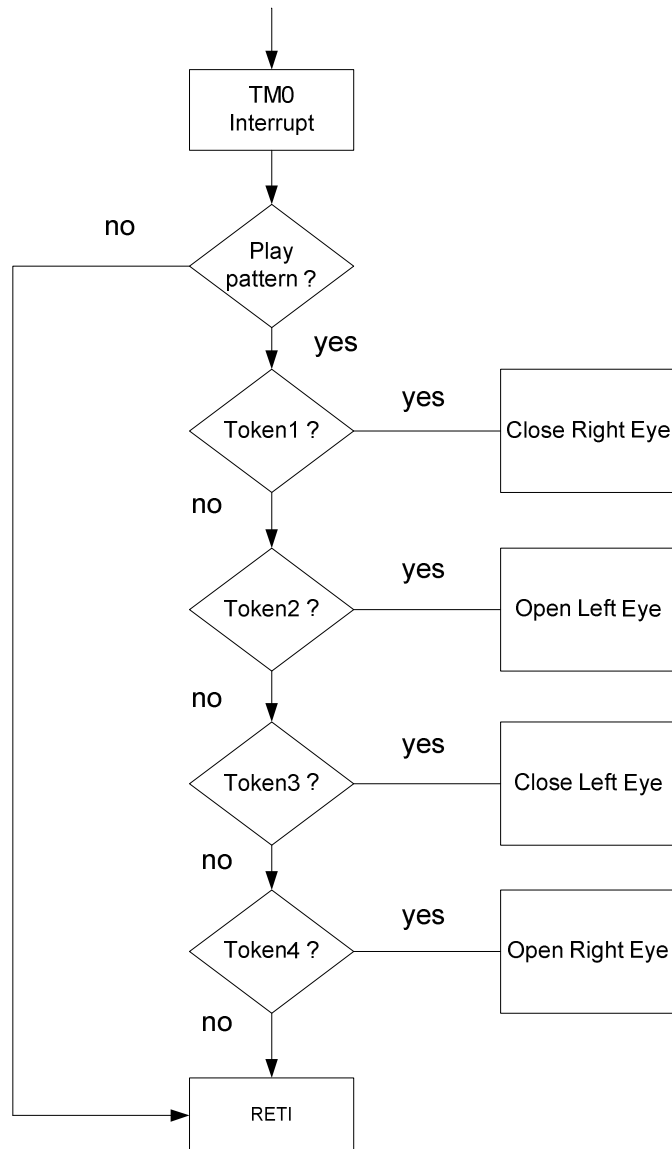 TM0
Interrupt
no
Play
pattern ?
yes
yes
Token1 ?
Close Right Eye
no
yes
Token2 ?
Open Left Eye
no
yes
Token3 ?
Close Left Eye
no
yes
Token4 ?
Open Right Eye
no
RETI